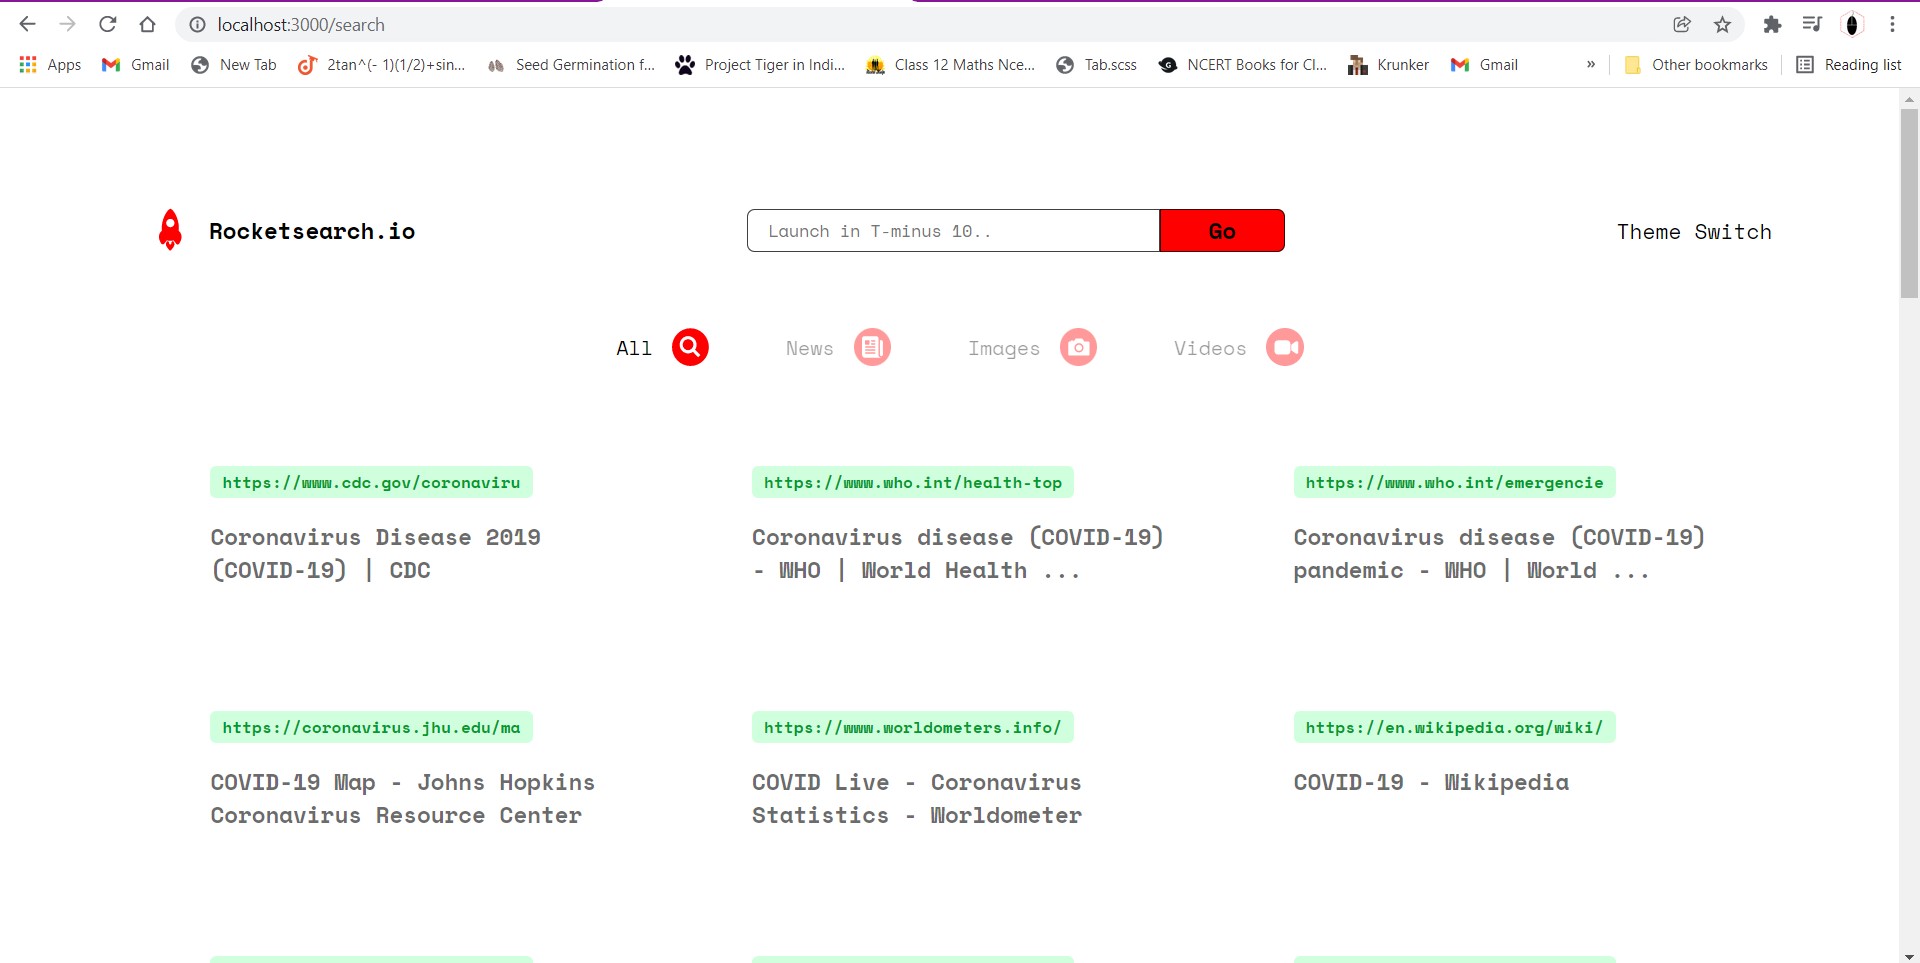 localhost:3000/search
Apps
Gmail
New Tab
2tan^(- 1)(1/2)+sin...
Seed Germination f...
Project Tiger in Indi...
Class 12 Maths Nce...
Tab.scss
NCERT Books for Cl...
Krunker
Gmail
»
Other bookmarks
Reading list
Rocketsearch.io
Launch in T-minus 10..
Go
Theme Switch
All
News
Images
Videos
https://www.cdc.gov/coronaviru
Coronavirus Disease 2019
(COVID-19) | CDC
https://www.who.int/health-top
Coronavirus disease (COVID-19)
- WHO | World Health ...
https://www.who.int/emergencie
Coronavirus disease (COVID-19)
pandemic - WHO | World ...
https://coronavirus.jhu.edu/ma
COVID-19 Map - Johns Hopkins
Coronavirus Resource Center
https://www.worldometers.info/
COVID Live - Coronavirus
Statistics - Worldometer
https://en.wikipedia.org/wiki/
COVID-19 - Wikipedia